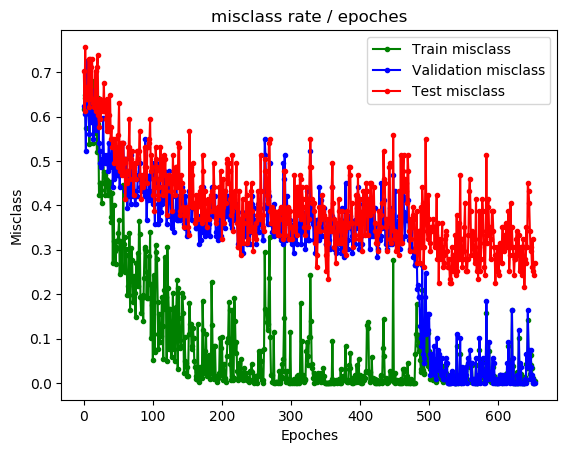 misclass rate / epoches
Train misclass
Validation misclass
Test misclass
Misclass
0.7
0.6
0.5
0.4
0.3
0.2
0.1
0.0
0
100
200
300
400
500
600
Epoches